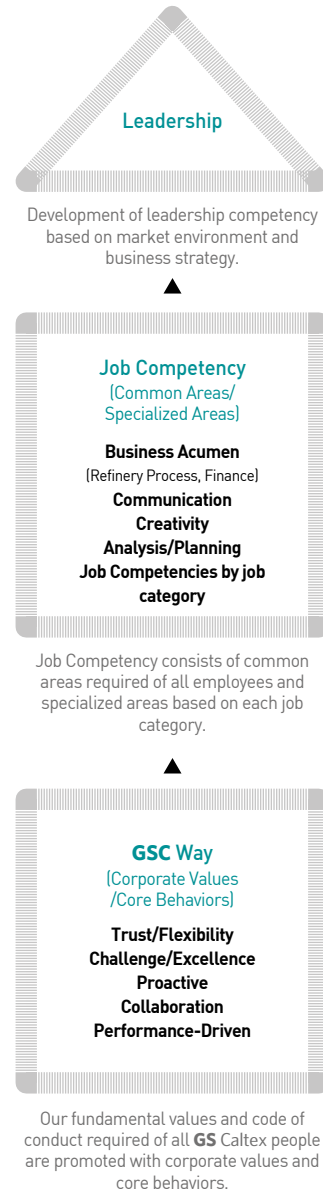 Leadership
Development of leadership competency
based on market environment and
business strategy.
Job Competency
(Common Areas/
Specialized Areas)
Business Acumen
(Refinery Process, Finance)
Communication
Creativity
Analysis/Planning
Job Competencies by job
category
Job Competency consists of common
areas required of all employees and
specialized areas based on each job
category.
GSC Way
(Corporate Values
/Core Behaviors)
Trust/Flexibility
Challenge/Excellence
Proactive
Collaboration
Performance-Driven
Our fundamental values and code of
conduct required of all GS Caltex people
are promoted with corporate values and
core behaviors.